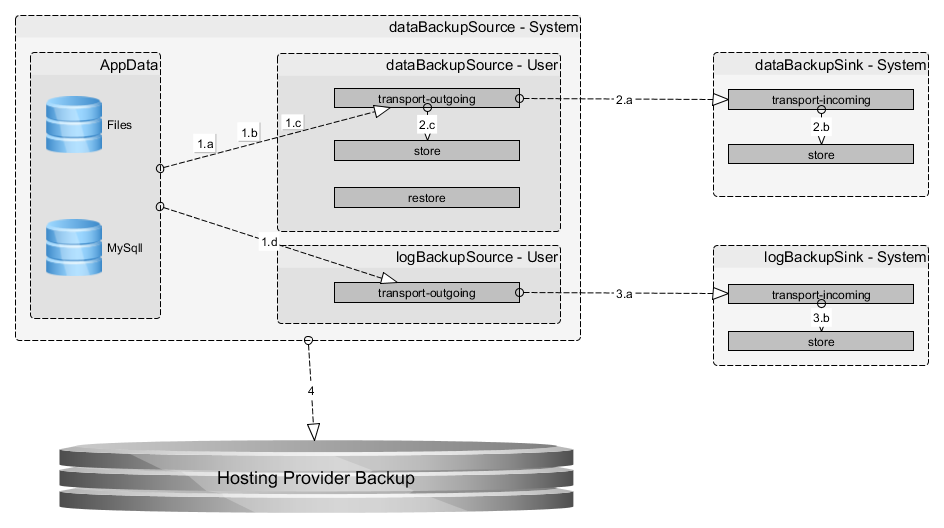 dataBackupSource - System
AppData
Files
MySqll
dataBackupSource - User
transport-outgoing
2.c
store
restore
1.a
1.b
1.c
1.d
logBackupSource - User
transport-outgoing
2.a
dataBackupSink - System
transport-incoming
2.b
store
3.a
logBackupSink - System
transport-incoming
3.b
store
4
Hosting Provider Backup